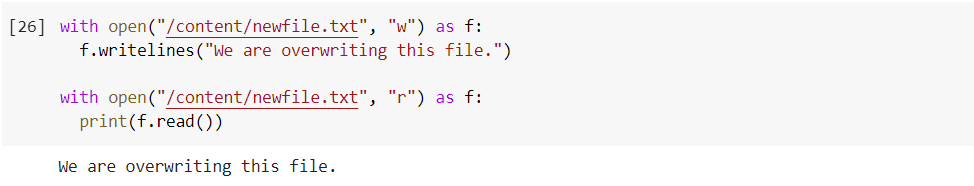 [26] with open("/content/newfile.txt", "w") as f:
f.writelines("We are overwriting this file.")
with open("/content/newfile.txt", "r") as f:
print(f.read())
We are overwriting this file.